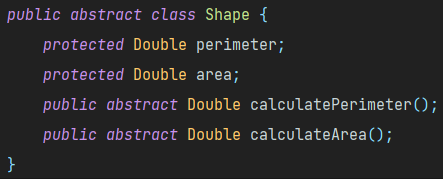 public abstract class Shape {
    protected Double perimeter;
    protected Double area;
    public abstract Double calculatePerimeter();
    public abstract Double calculateArea();
}